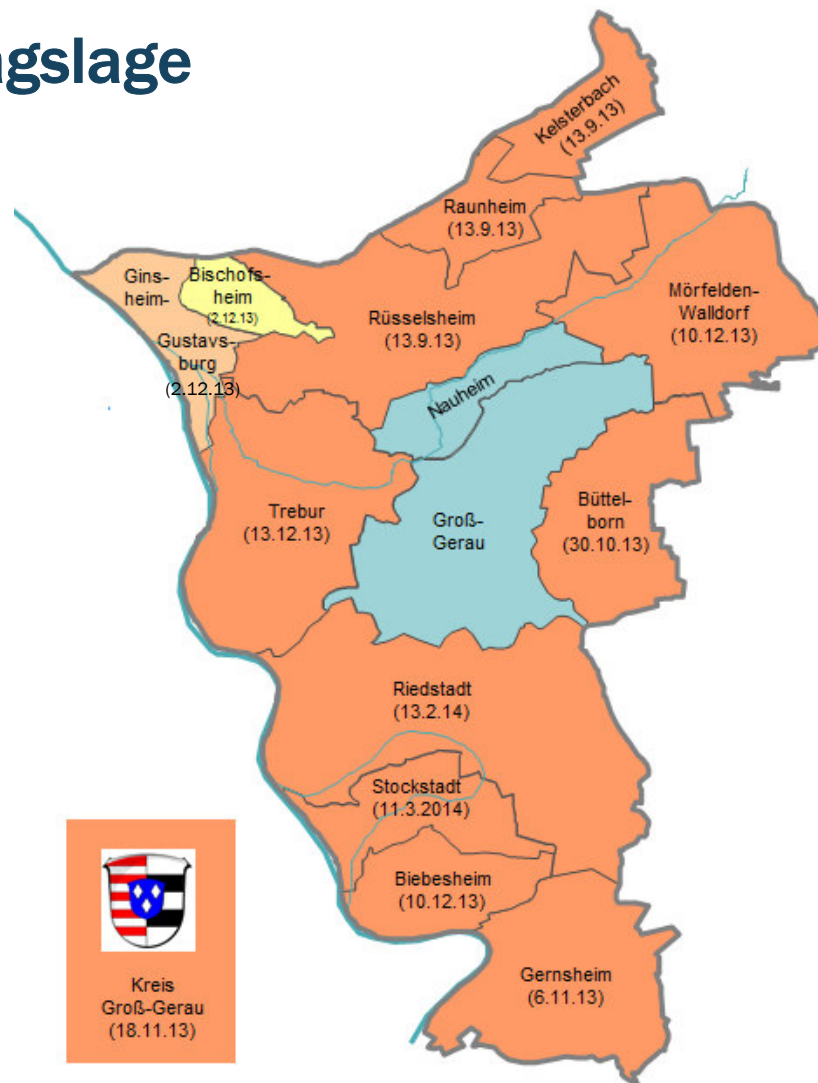 gslage
Kelsterbach
(13.9.13)
Raunheim
(13.9.13)
Gins-
heim-
Gustavs-
burg
(2.12.13)
Bischofs-
heim
(2.12.13)
Rüsselsheim
(13.9.13)
Mörfelden-
Walldorf
(10.12.13)
Nauheim
Trebur
(13.12.13)
Groß-
Gerau
Büttel-
born
(30.10.13)
Riedstadt
(13.2.14)
Stockstadt
(11.3.2014)
Biebesheim
(10.12.13)
Gernsheim
(6.11.13)
Kreis
Groß-Gerau
(18.11.13)